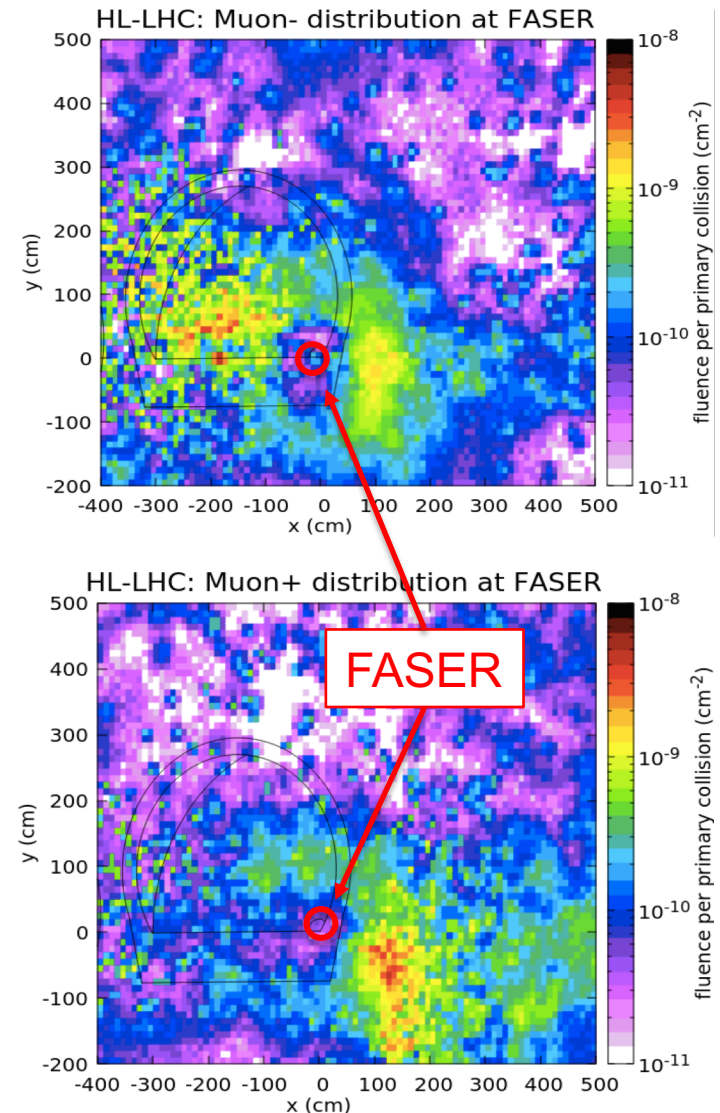 HL-LHC: Muon- distribution at FASER
500
400
300
200
100
0
-100
-200
y (cm)
-400 -300 -200 -100 0 100 200 300 400 500
x (cm)
10-8
10-9
10-10
10-11
fluence per primary collision (cm-2)
HL-LHC: Muon+ distribution at FASER
500
400
300
200
100
0
-100
-200
y (cm)
-400 -300 -200 -100 0 100 200 300 400 500
x (cm)
10-8
10-9
10-10
10-11
fluence per primary collision (cm-2)
FASER